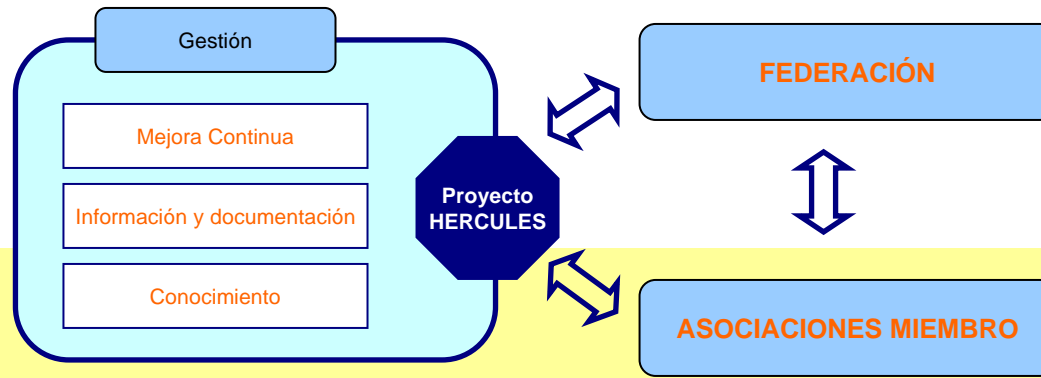 Gestión
Mejora Continua
Información y documentación
Conocimiento
Proyecto
HERCULES
FEDERACIÓN
ASOCIACIONES MIEMBRO